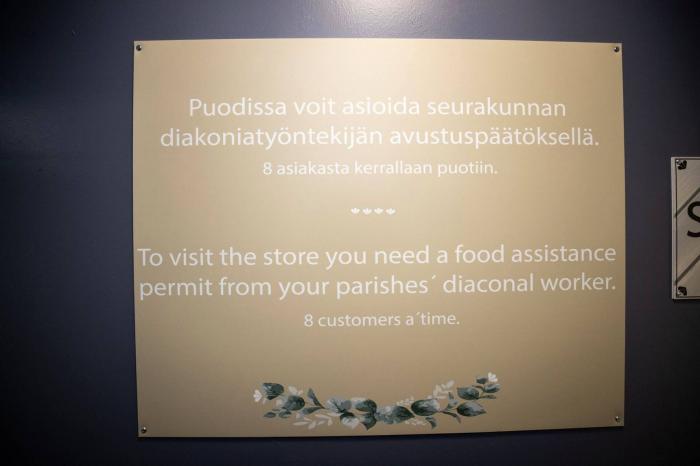 Puodissa voit asioida seurakunnan
diakoniatyöntekijän avustuspäätöksellä.
8 asiakasta kerrallaan puotiin.
To visit the store you need a food assistance
permit from your parishes´ diaconal worker.
8 customers a´time.
S